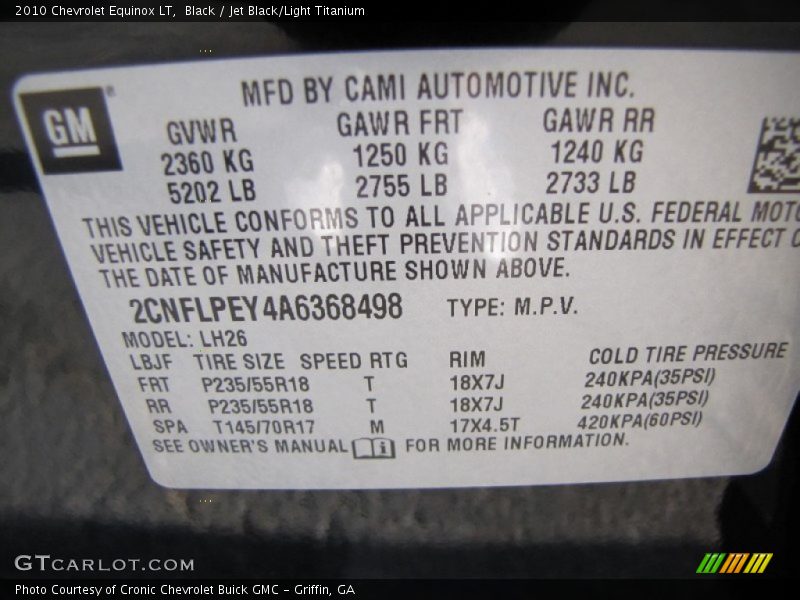 2010 Chevrolet Equinox LT,  Black / Jet Black/Light Titanium
GM
®
MFD BY CAMI AUTOMOTIVE INC.
GVWR GAWR FRT GAWR RR
2360 KG 1250 KG 1240 KG
5202 LB 2755 LB 2733 LB
THIS VEHICLE CONFORMS TO ALL APPLICABLE U.S. FEDERAL MOTO
VEHICLE SAFETY AND THEFT PREVENTION STANDARDS IN EFFECT O
THE DATE OF MANUFACTURE SHOWN ABOVE.
2CNFLPEY4A6368498 TYPE: M.P.V.
MODEL: LH26
LBJF TIRE SIZE SPEED RTG RIM COLD TIRE PRESSURE
FRT P235/55R18 T 18X7J 240KPA(35PSI)
RR P235/55R18 T 18X7J 240KPA(35PSI)
SPA T145/70R17 M 17X4.5T 420KPA(60PSI)
SEE OWNER'S MANUAL i FOR MORE INFORMATION.
GTCARLOT.COM
Photo Courtesy of Cronic Chevrolet Buick GMC - Griffin, GA